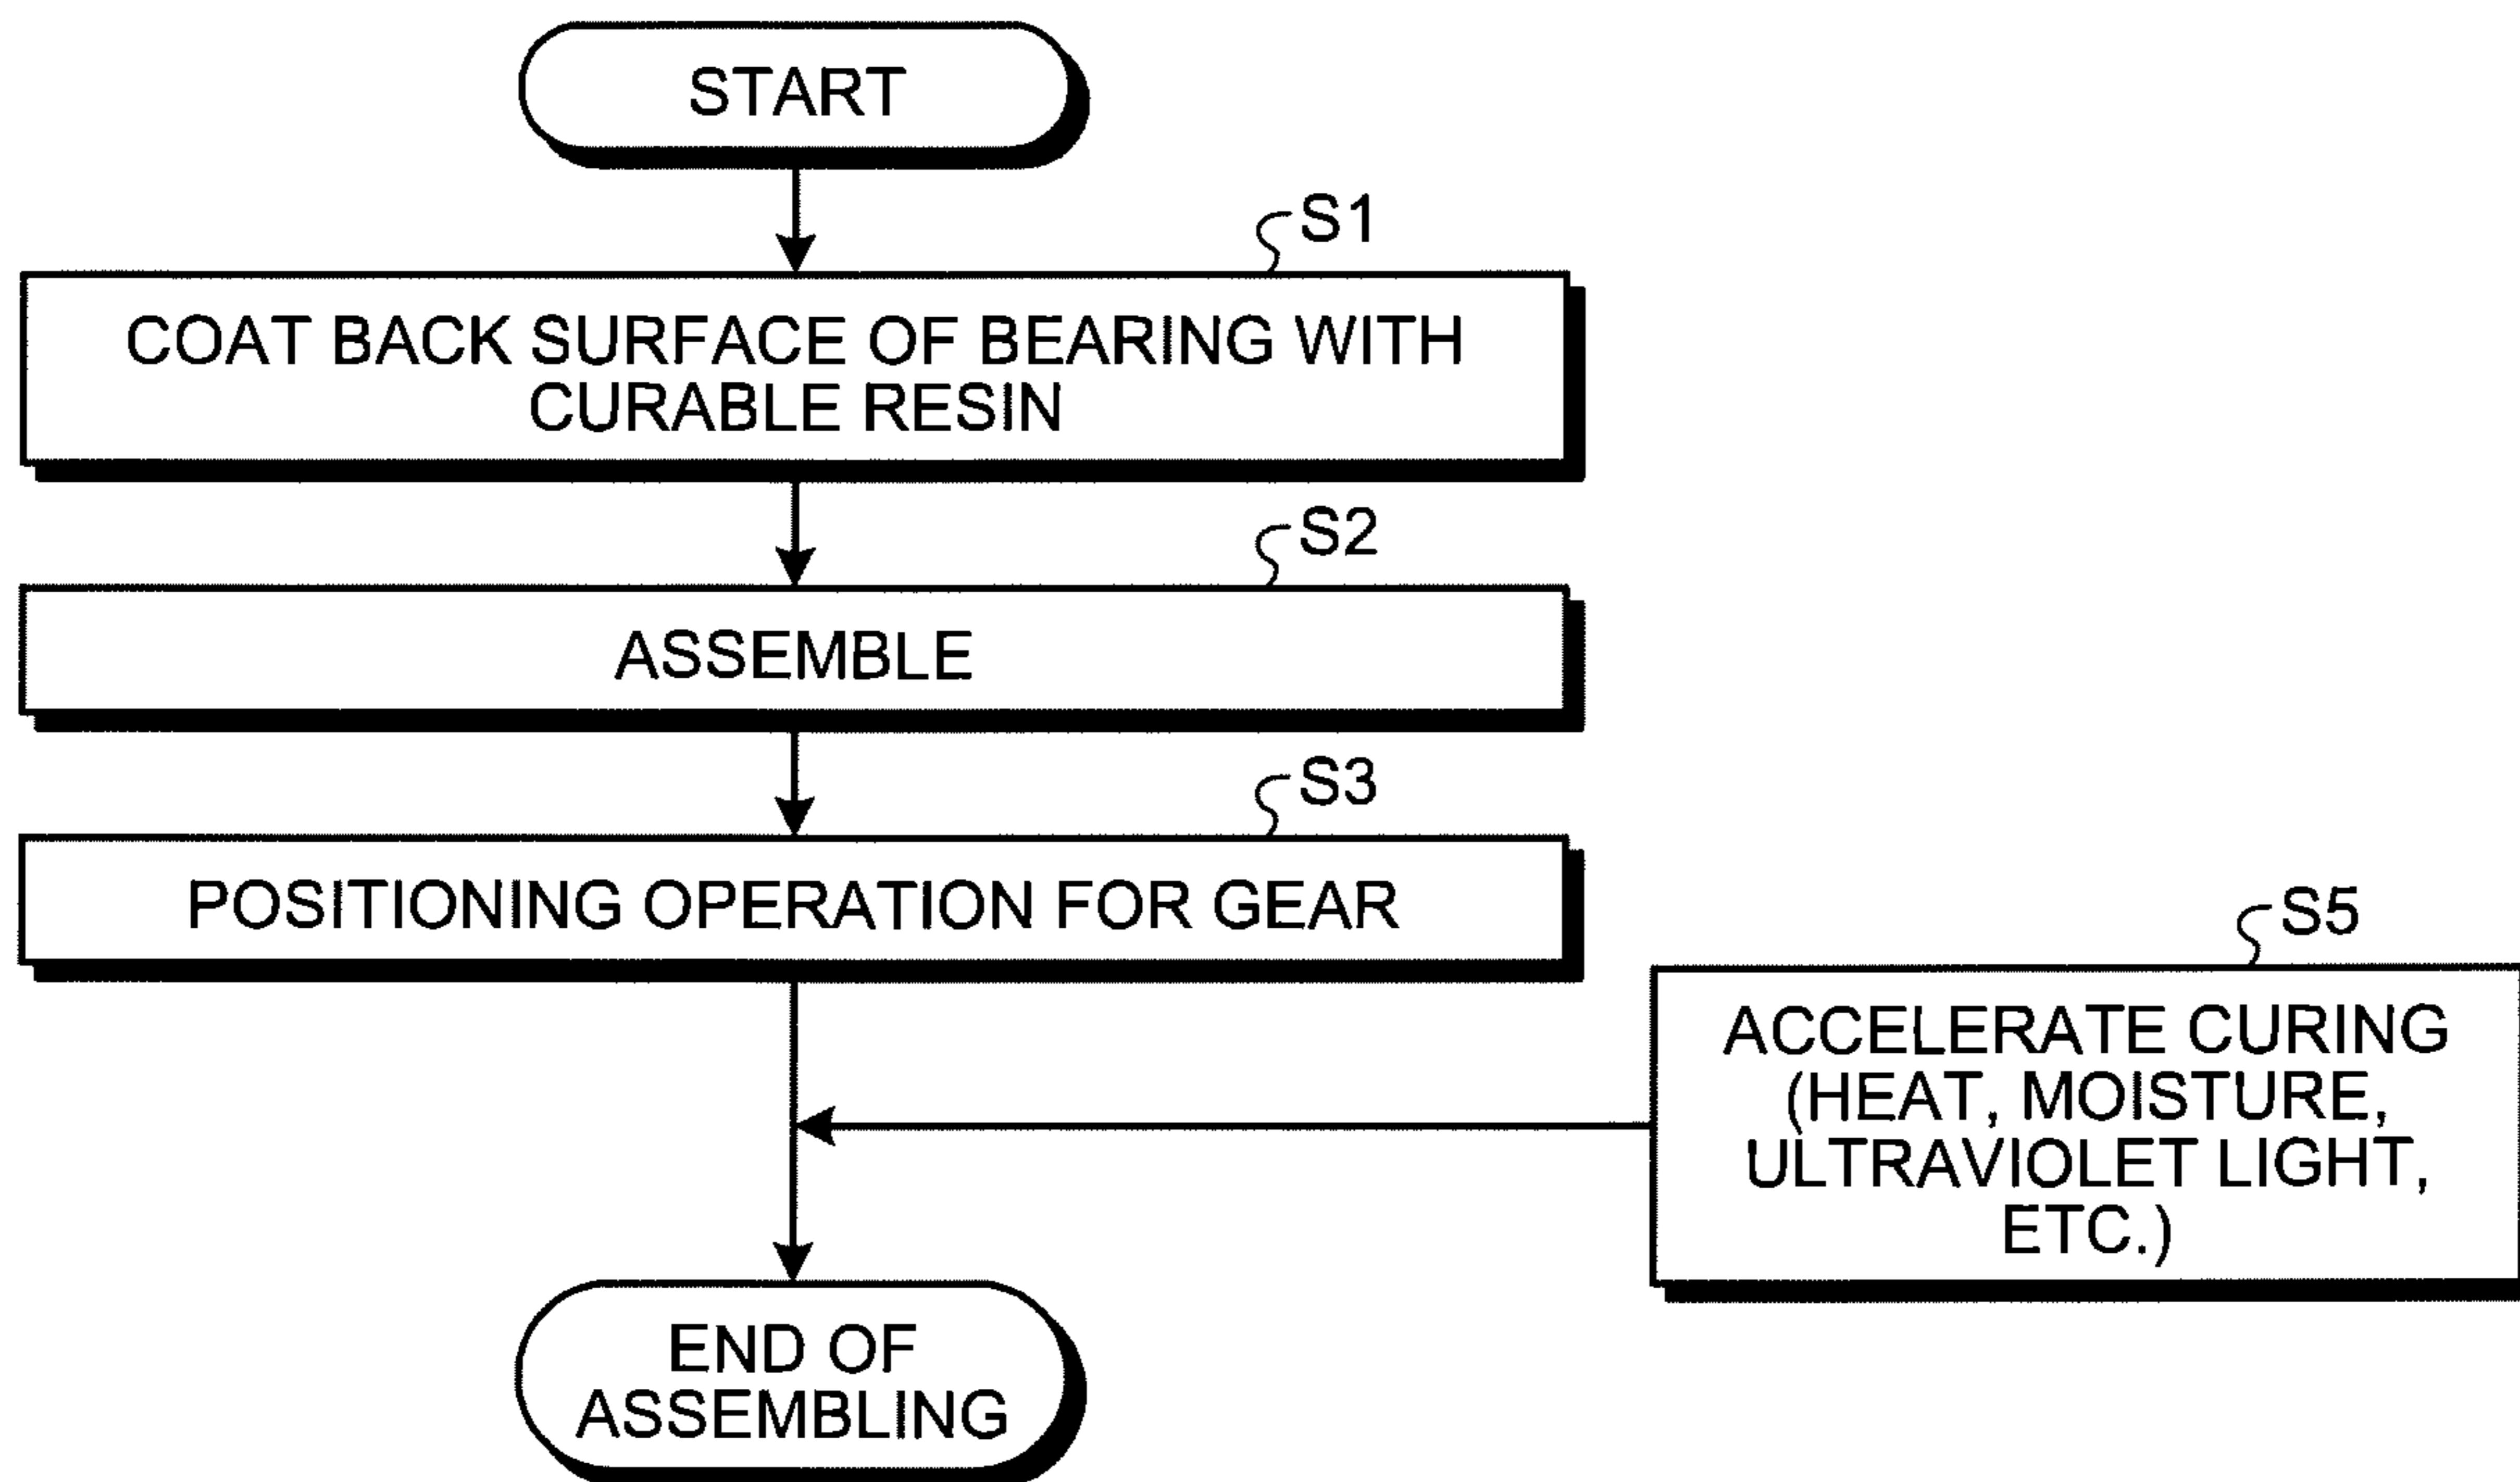 START
S1
COAT BACK SURFACE OF BEARING WITH
CURABLE RESIN
S2
ASSEMBLE
S3
POSITIONING OPERATION FOR GEAR
S5
ACCELERATE CURING
(HEAT, MOISTURE,
ULTRAVIOLET LIGHT,
ETC.)
END OF
ASSEMBLING